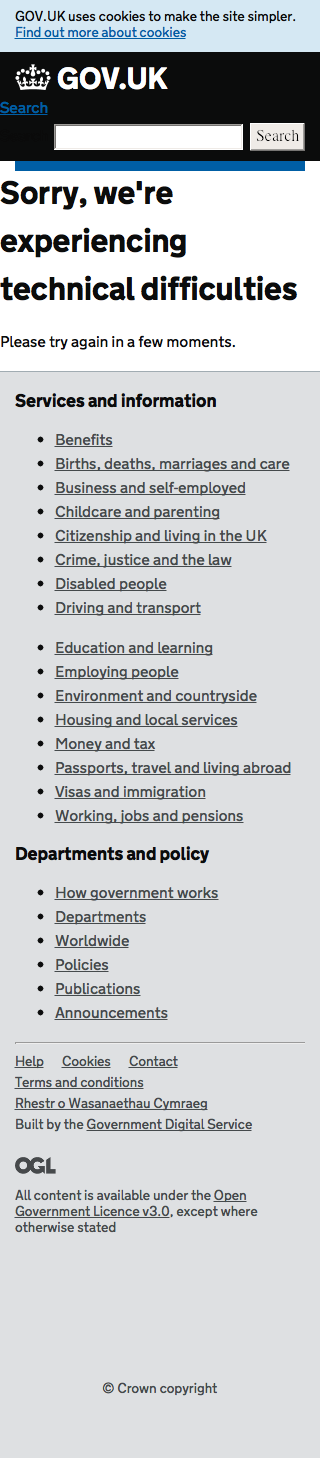 GOV.UK uses cookies to make the site simpler.
Find out more about cookies
GOV.UK
Search
Search
Sorry, we're
experiencing
technical difficulties
Please try again in a few moments.
Services and information
Benefits
Births, deaths, marriages and care
Business and self-employed
Childcare and parenting
Citizenship and living in the UK
Crime, justice and the law
Disabled people
Driving and transport
Education and learning
Employing people
Environment and countryside
Housing and local services
Money and tax
Passports, travel and living abroad
Visas and immigration
Working, jobs and pensions
Departments and policy
How government works
Departments
Worldwide
Policies
Publications
Announcements
Help Cookies Contact
Terms and conditions
Rhestr o Wasanaethau Cymraeg
Built by the Government Digital Service
OGL
All content is available under the Open
Government Licence v3.0, except where
otherwise stated
© Crown copyright